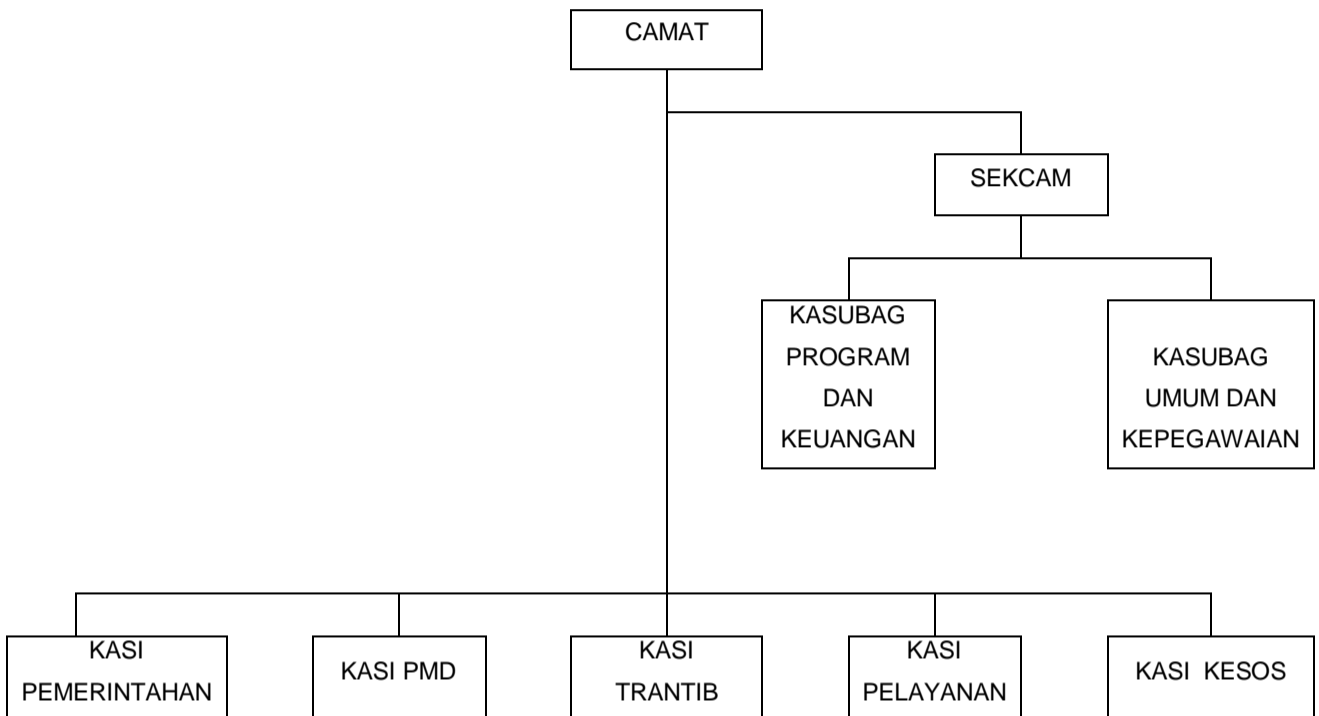 CAMAT
SEKCAM
KASUBAG
PROGRAM
DAN
KEUANGAN
KASUBAG
UMUM DAN
KEPEGAWAIAN
KASI
PEMERINTAHAN
KASI PMD
KASI
TRANTIB
KASI
PELAYANAN
KASI KESOS